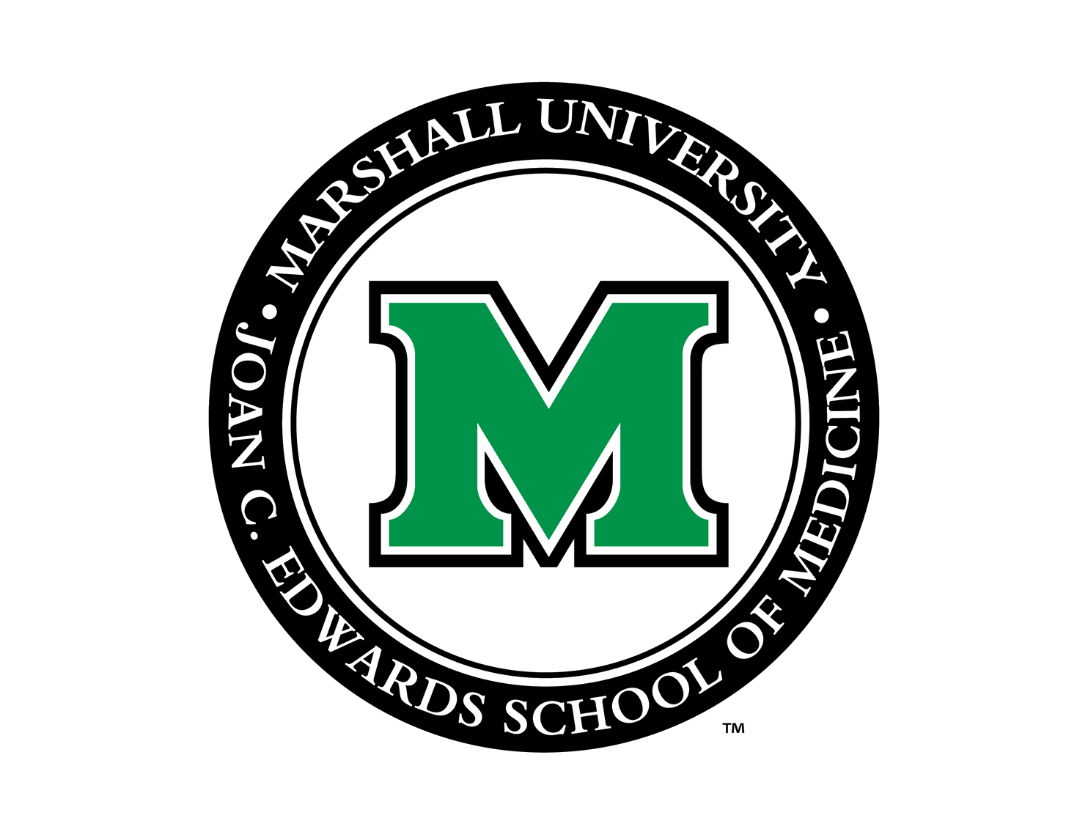 MARSHALL UNIVERSITY
• JOAN C. EDWARDS SCHOOL OF MEDICINE •
M
TM